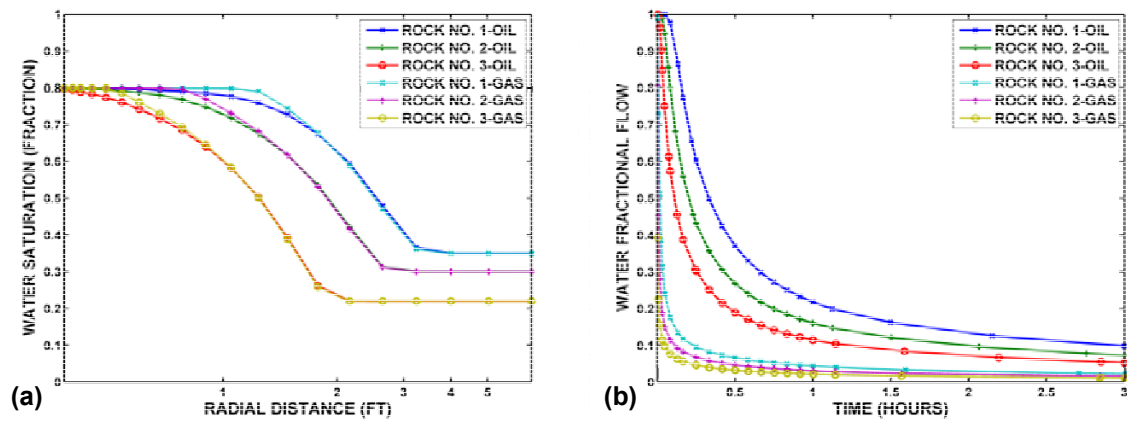 ROCK NO. 1-OIL
ROCK NO. 2-OIL
ROCK NO. 3-OIL
ROCK NO. 1-GAS
ROCK NO. 2-GAS
ROCK NO. 3-GAS
WATER SATURATION (FRACTION)
1
0.9
0.8
0.7
0.6
0.5
0.4
0.3
0.2
0.1
0
1 2 3 4 5
RADIAL DISTANCE (FT)
(a)
ROCK NO. 1-OIL
ROCK NO. 2-OIL
ROCK NO. 3-OIL
ROCK NO. 1-GAS
ROCK NO. 2-GAS
ROCK NO. 3-GAS
WATER FRACTIONAL FLOW
1
0.9
0.8
0.7
0.6
0.5
0.4
0.3
0.2
0.1
0
0.5 1 1.5 2 2.5 3
TIME (HOURS)
(b)